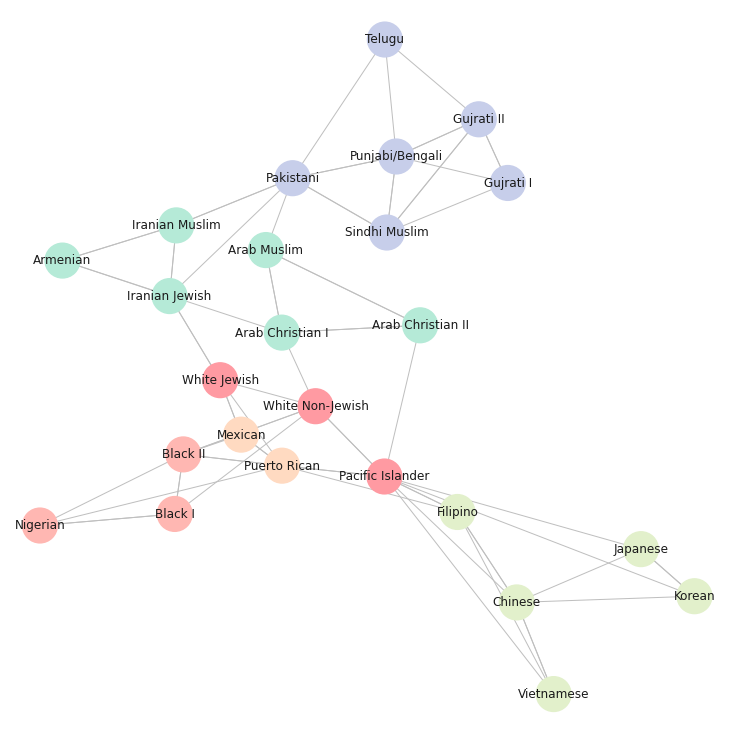 Telugu
Gujrati II
Punjabi/Bengali
Pakistani
Gujrati I
Iranian Muslim
Sindhi Muslim
Arab Muslim
Armenian
Iranian Jewish
Arab Christian II
Arab Christian I
White Jewish
White Non-Jewish
Mexican
Black II
Puerto Rican
Pacific Islander
Filipino
Black I
Nigerian
Japanese
Korean
Chinese
Vietnamese